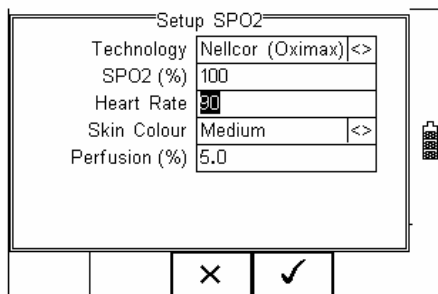 Setup SPO2
Technology Nellcor (Oximax) <>
SPO2 (%) 100
Heart Rate 90
Skin Colour Medium <>
Perfusion (%) 5.0